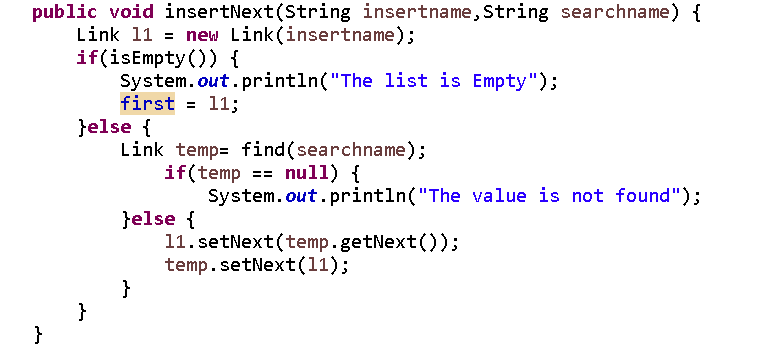 public void insertNext(String insertname,String searchname) {
    Link l1 = new Link(insertname);
    if(isEmpty()) {
        System.out.println("The list is Empty");
        first = l1;
    }else {
        Link temp= find(searchname);
            if(temp == null) {
                System.out.println("The value is not found");
        }else {
            l1.setNext(temp.getNext());
            temp.setNext(l1);
        }
    }
}